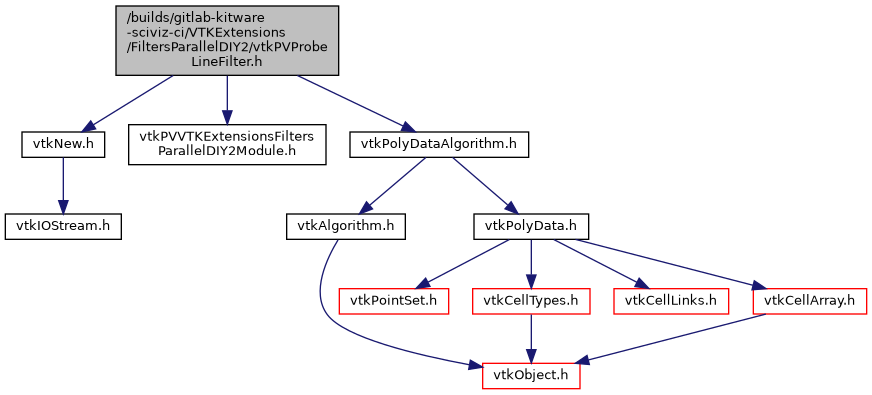 /builds/gitlab-kitware
-sciviz-ci/VTKExtensions
/FiltersParallelDIY2/vtkPVProbe
LineFilter.h
vtkNew.h
vtkPVVTKExtensionsFilters
ParallelDIY2Module.h
vtkPolyDataAlgorithm.h
vtkIOStream.h
vtkAlgorithm.h
vtkPolyData.h
vtkPointSet.h
vtkCellTypes.h
vtkCellLinks.h
vtkCellArray.h
vtkObject.h